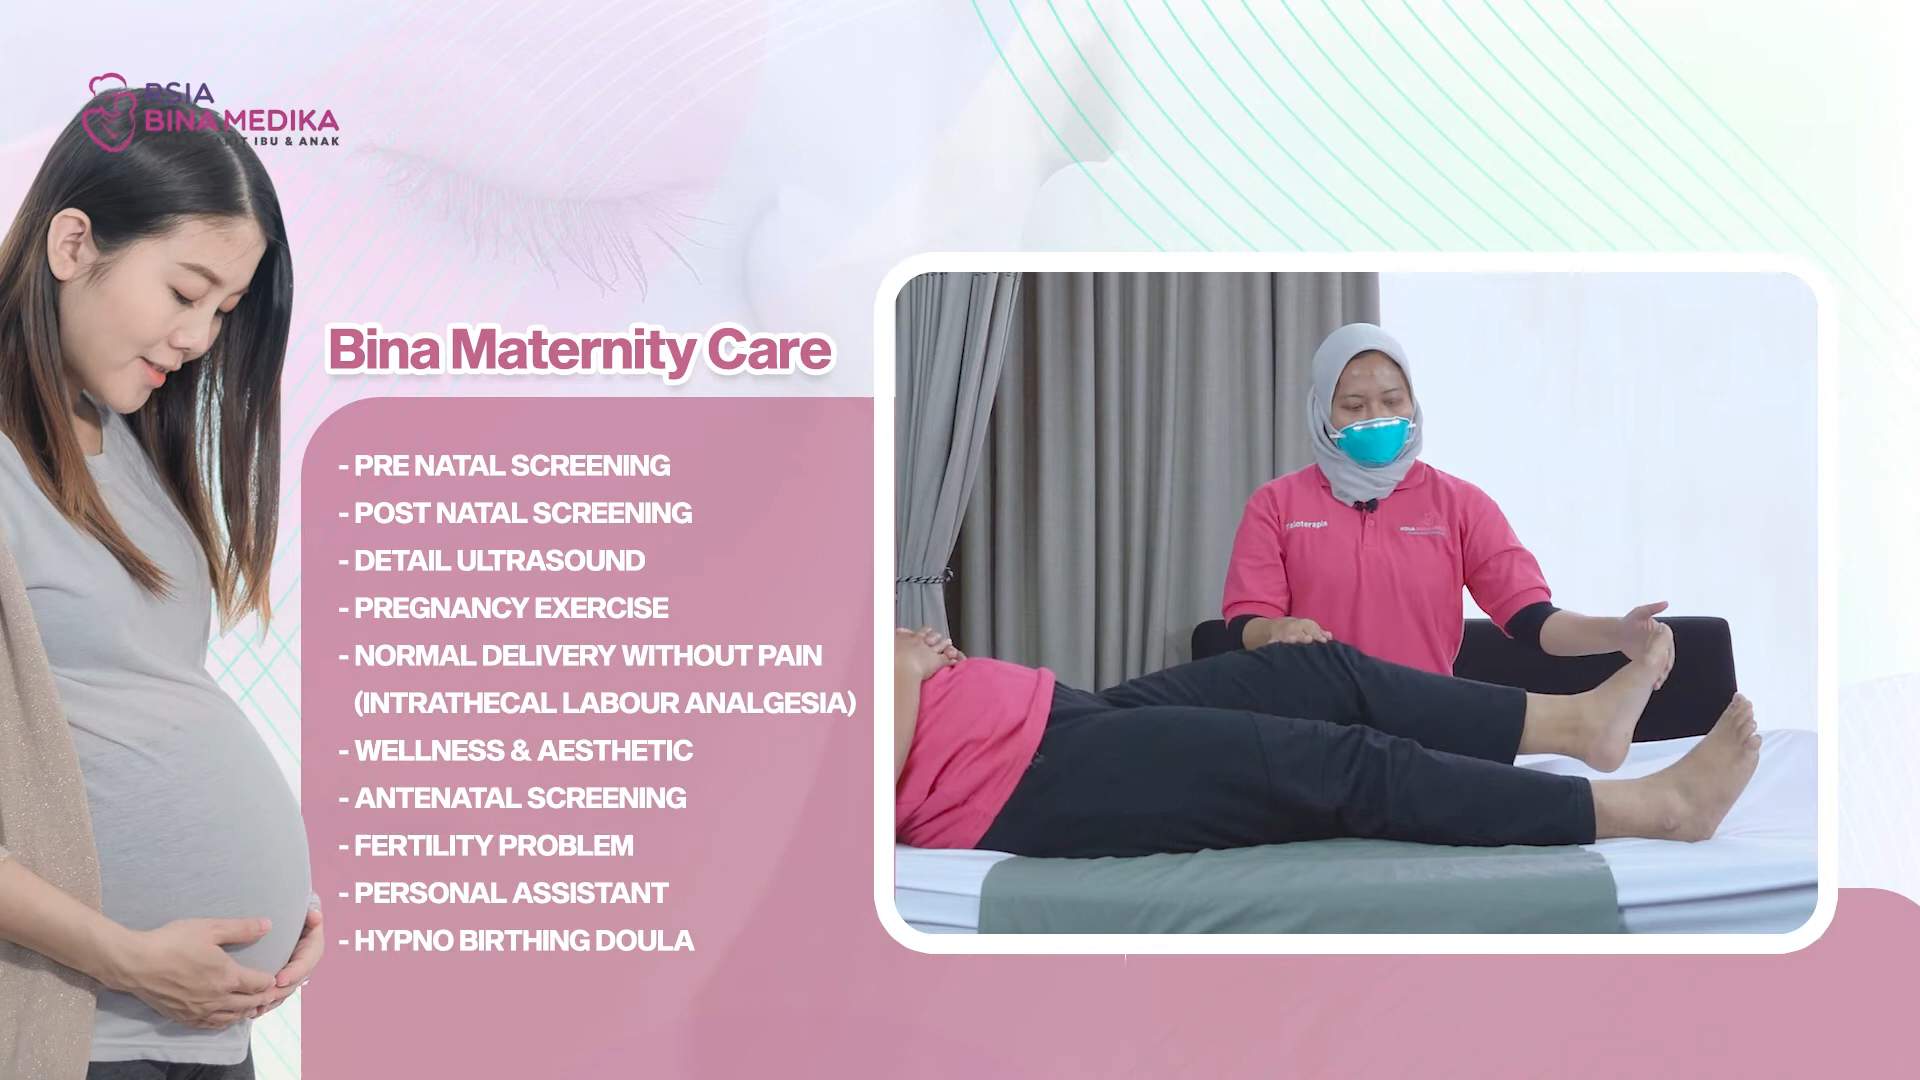 RSIA
BINA MEDIKA
IBU & ANAK
Bina Maternity Care
- PRE NATAL SCREENING
- POST NATAL SCREENING
- DETAIL ULTRASOUND
- PREGNANCY EXERCISE
- NORMAL DELIVERY WITHOUT PAIN
(INTRATHECAL LABOUR ANALGESIA)
- WELLNESS & AESTHETIC
- ANTENATAL SCREENING
- FERTILITY PROBLEM
- PERSONAL ASSISTANT
- HYPNO BIRTHING DOULA
Fisioterapis